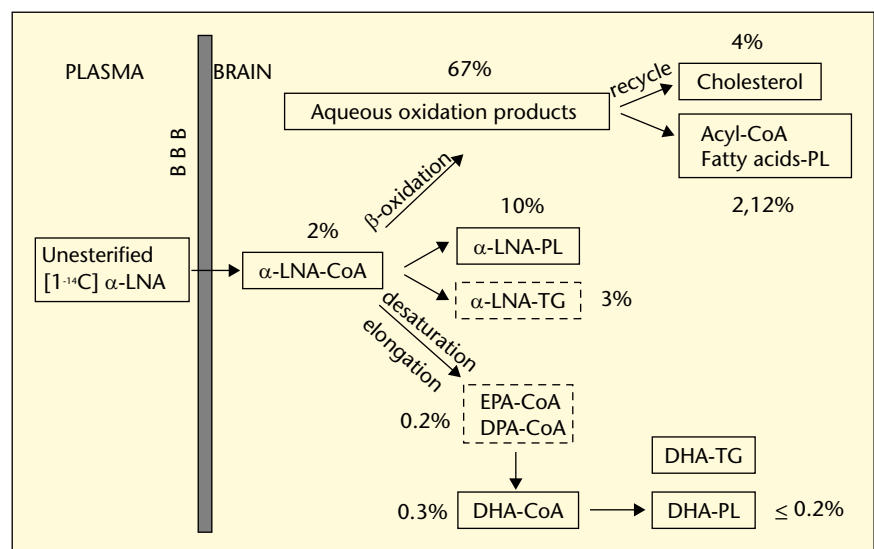 PLASMA
BRAIN
B B B
67%
Aqueous oxidation products
recycle
4%
Cholesterol
Acyl-CoA
Fatty acids-PL
2,12%
β-oxidation
Unesterified
[1-14C] α-LNA
2%
α-LNA-CoA
10%
α-LNA-PL
α-LNA-TG
3%
desaturation
elongation
0.2%
EPA-CoA
DPA-CoA
DHA-TG
0.3%
DHA-CoA
DHA-PL
≤ 0.2%